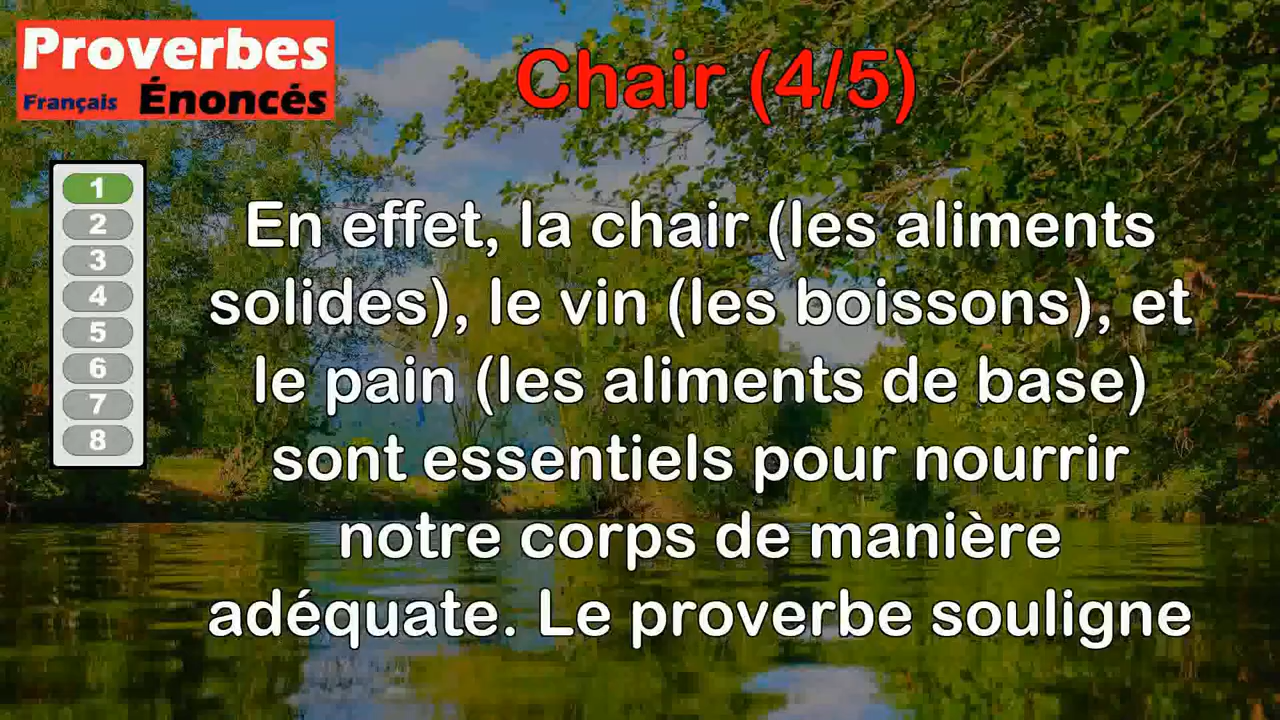 Proverbes
Français Énoncés
Chair (4/5)
1
2
3
4
5
6
7
8
En effet, la chair (les aliments
solides), le vin (les boissons), et
le pain (les aliments de base)
sont essentiels pour nourrir
notre corps de manière
adéquate. Le proverbe souligne